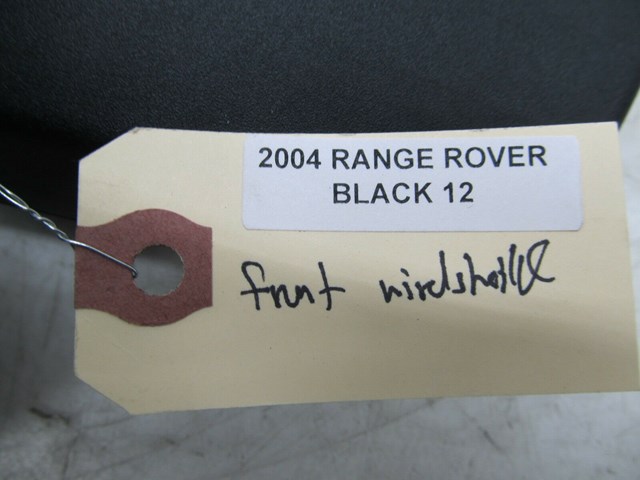 2004 RANGE ROVER
BLACK 12
front windshield